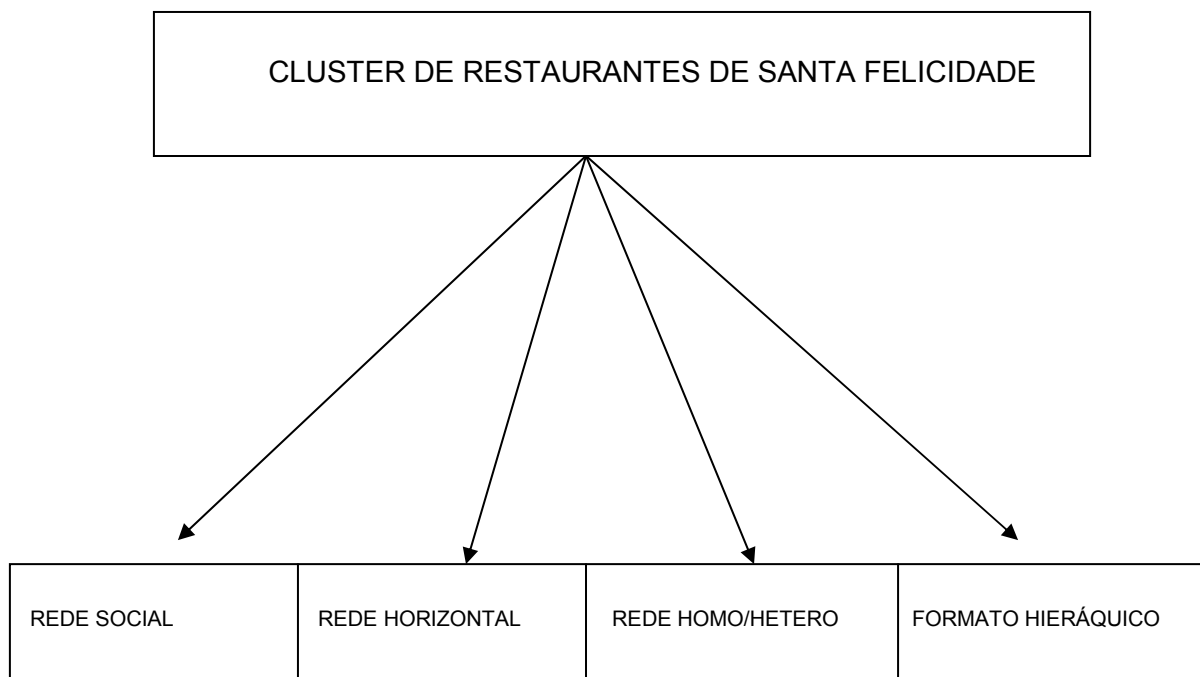 CLUSTER DE RESTAURANTES DE SANTA FELICIDADE
REDE SOCIAL
REDE HORIZONTAL
REDE HOMO/HETERO
FORMATO HIERÁQUICO